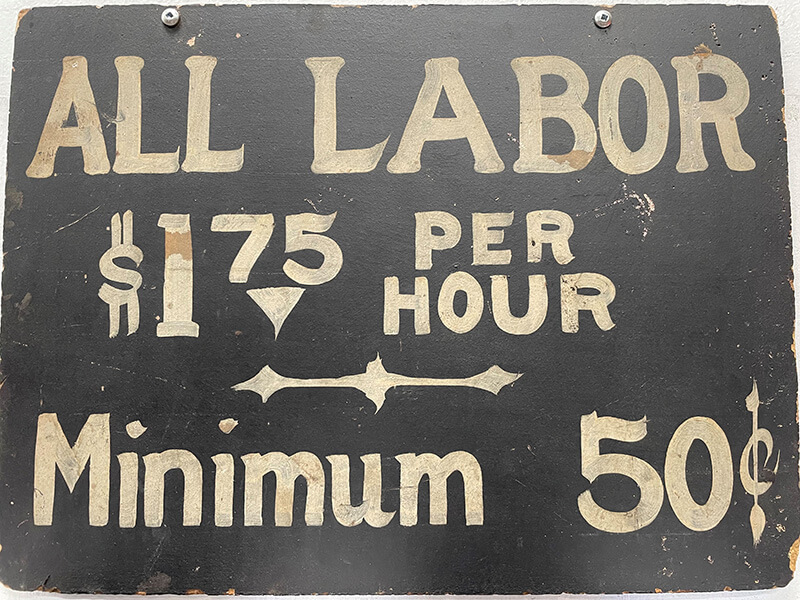 ALL LABOR
$1.75 PER
HOUR
Minimum 50¢